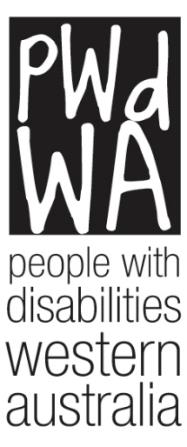 PWd
WA
people with
disabilities
western
australia